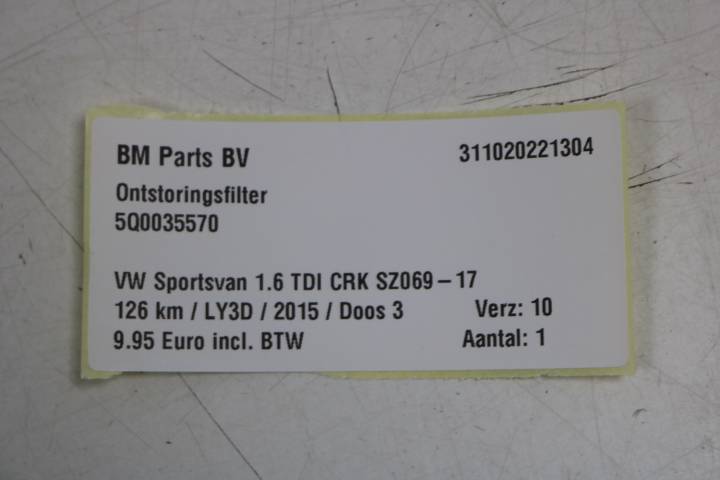 BM Parts BV 311020221304
Ontstoringsfilter
5Q0035570
VW Sportsvan 1.6 TDI CRK SZ069-17
126 km / LY3D / 2015 / Doos 3 Verz: 10
9.95 Euro incl. BTW Aantal: 1